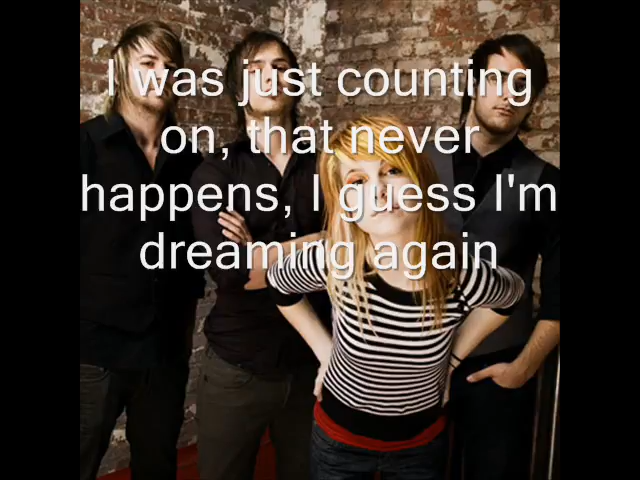 I was just counting
on, that never
happens, I guess I'm
dreaming again